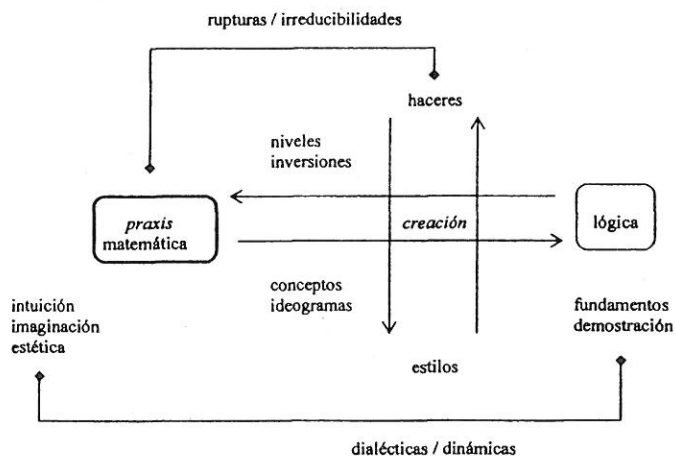 rupturas / irreducibilidades
haceres
niveles
inversiones
praxis
matemática
creación
lógica
conceptos
ideogramas
intuición
imaginación
estética
fundamentos
demostración
estilos
dialécticas / dinámicas